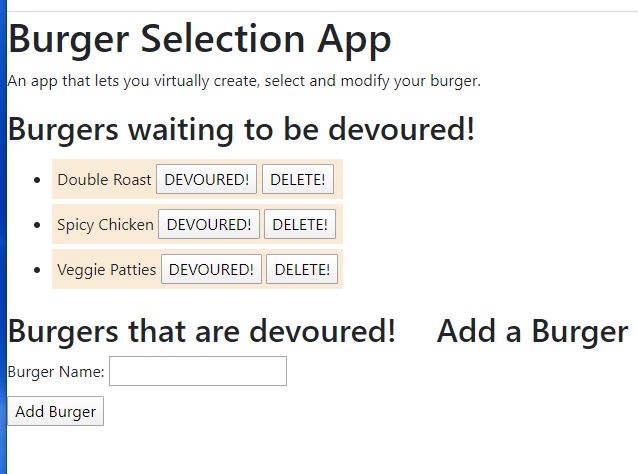 Burger Selection App
An app that lets you virtually create, select and modify your burger.
Burgers waiting to be devoured!
Double Roast DEVOURED! DELETE!
Spicy Chicken DEVOURED! DELETE!
Veggie Patties DEVOURED! DELETE!
Burgers that are devoured! Add a Burger
Burger Name:
Add Burger